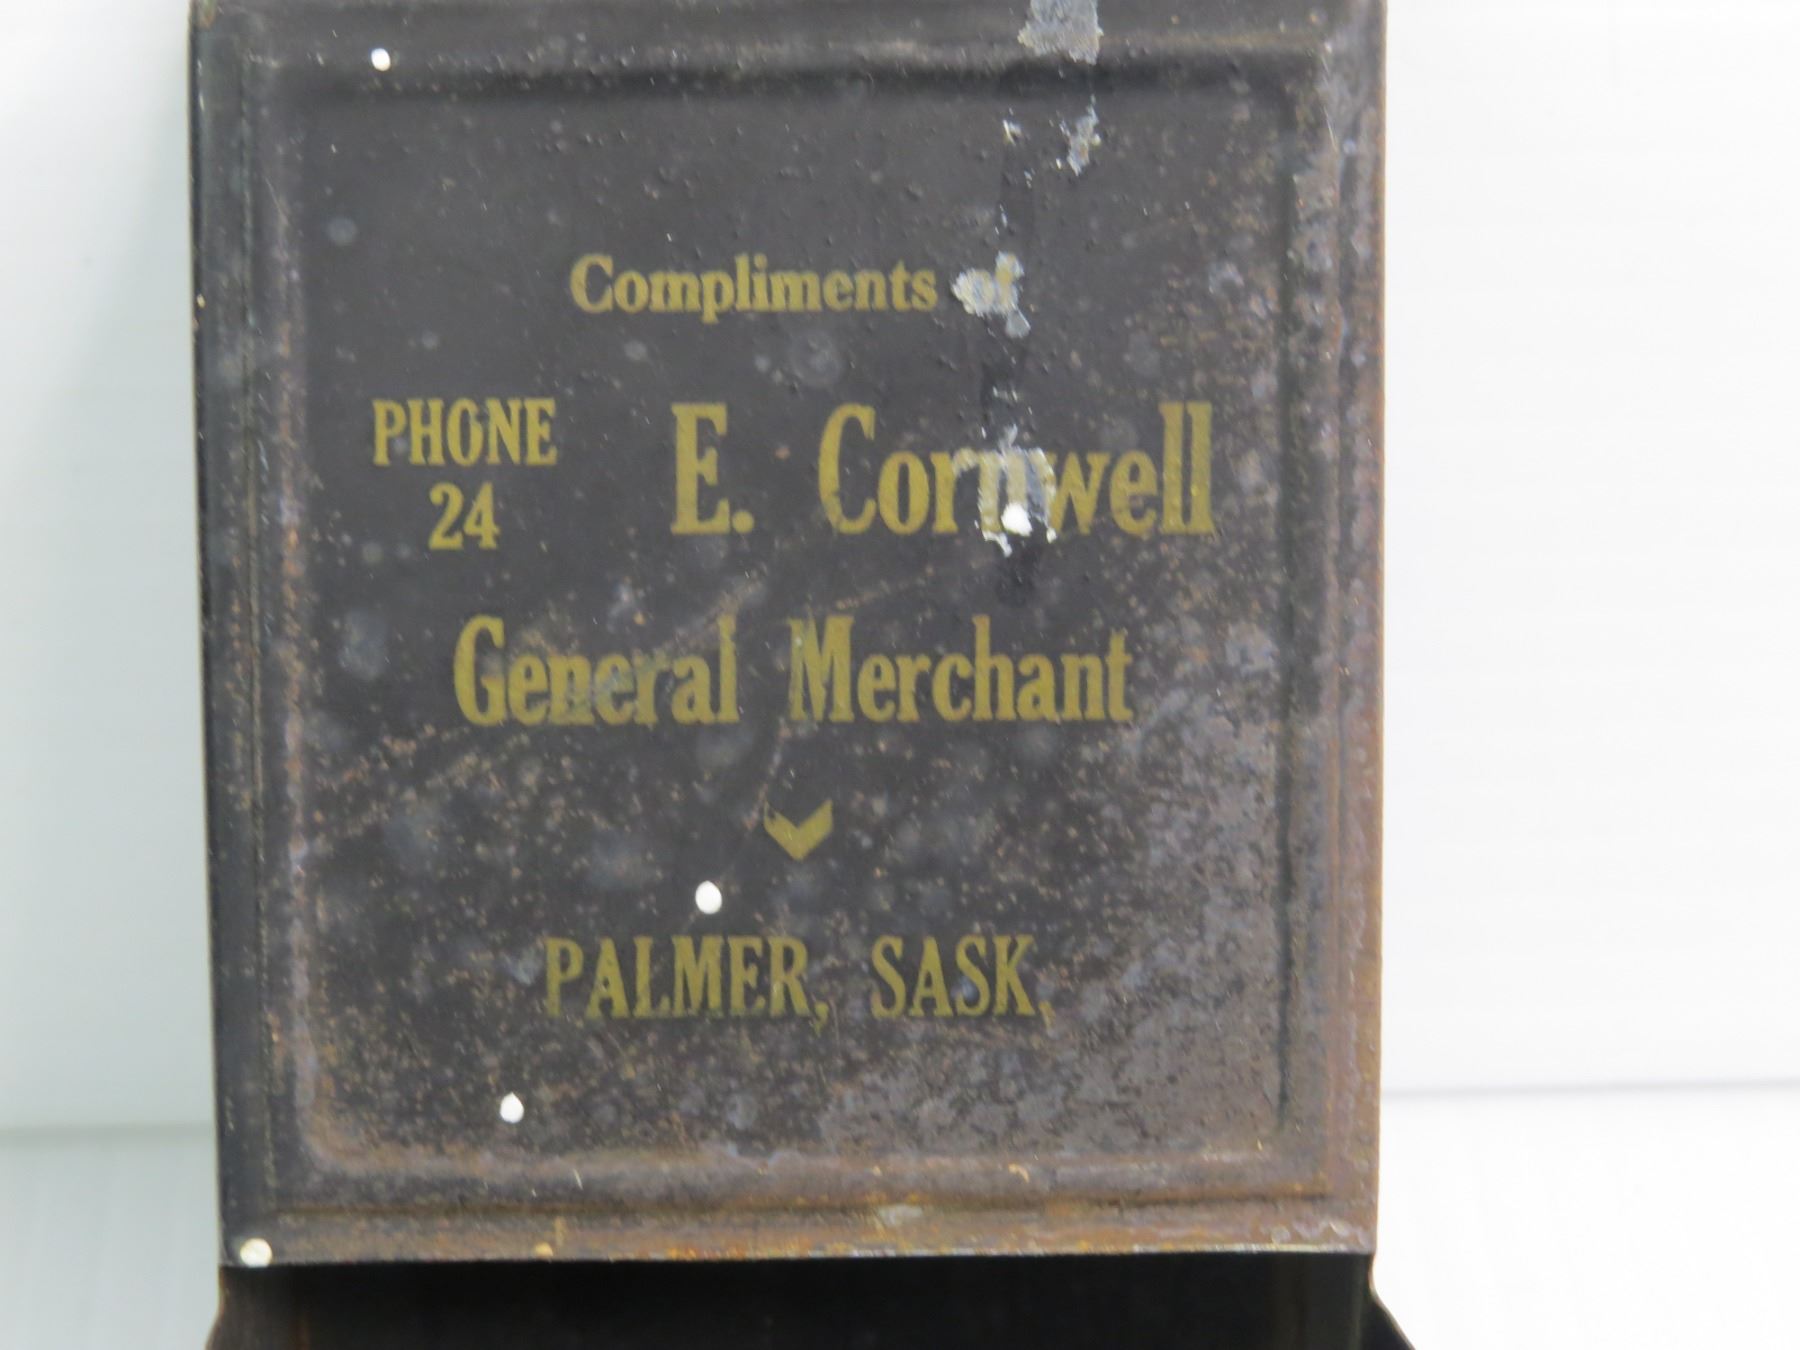 Compliments of
PHONE
24
E. Cornwell
General Merchant
PALMER, SASK.